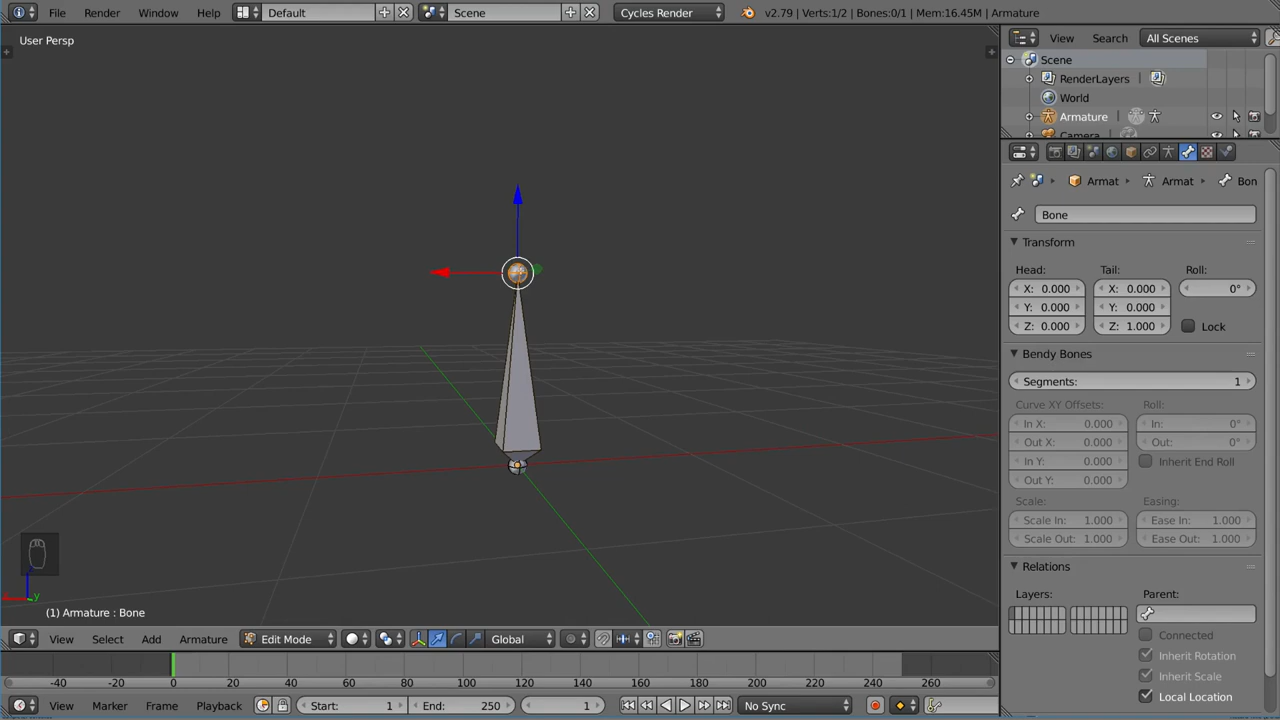 File Render Window Help Default Scene Cycles Render v2.79 | Verts:1/2 | Bones:0/1 | Mem:16.45M | Armature
User Persp
View Search All Scenes
Scene
RenderLayers
World
Armature
Camera
Armat Armat Bon
Bone
Transform
Head: Tail: Roll:
X: 0.000 X: 0.000 0°
Y: 0.000 Y: 0.000
Z: 0.000 Z: 1.000 Lock
Bendy Bones
Segments: 1
Curve XY Offsets: Roll:
In X: 0.000 In: 0°
Out X: 0.000 Out: 0°
In Y: 0.000 Inherit End Roll
Out Y: 0.000
Scale: Easing:
Scale In: 1.000 Ease In: 1.000
Scale Out: 1.000 Ease Out: 1.000
Relations
Layers: Parent:
Connected
Inherit Rotation
Inherit Scale
Local Location
x y
(1) Armature : Bone
View Select Add Armature Edit Mode Global
-40 -20 0 20 40 60 80 100 120 140 160 180 200 220 240 260
View Marker Frame Playback Start: 1 End: 250 1 No Sync